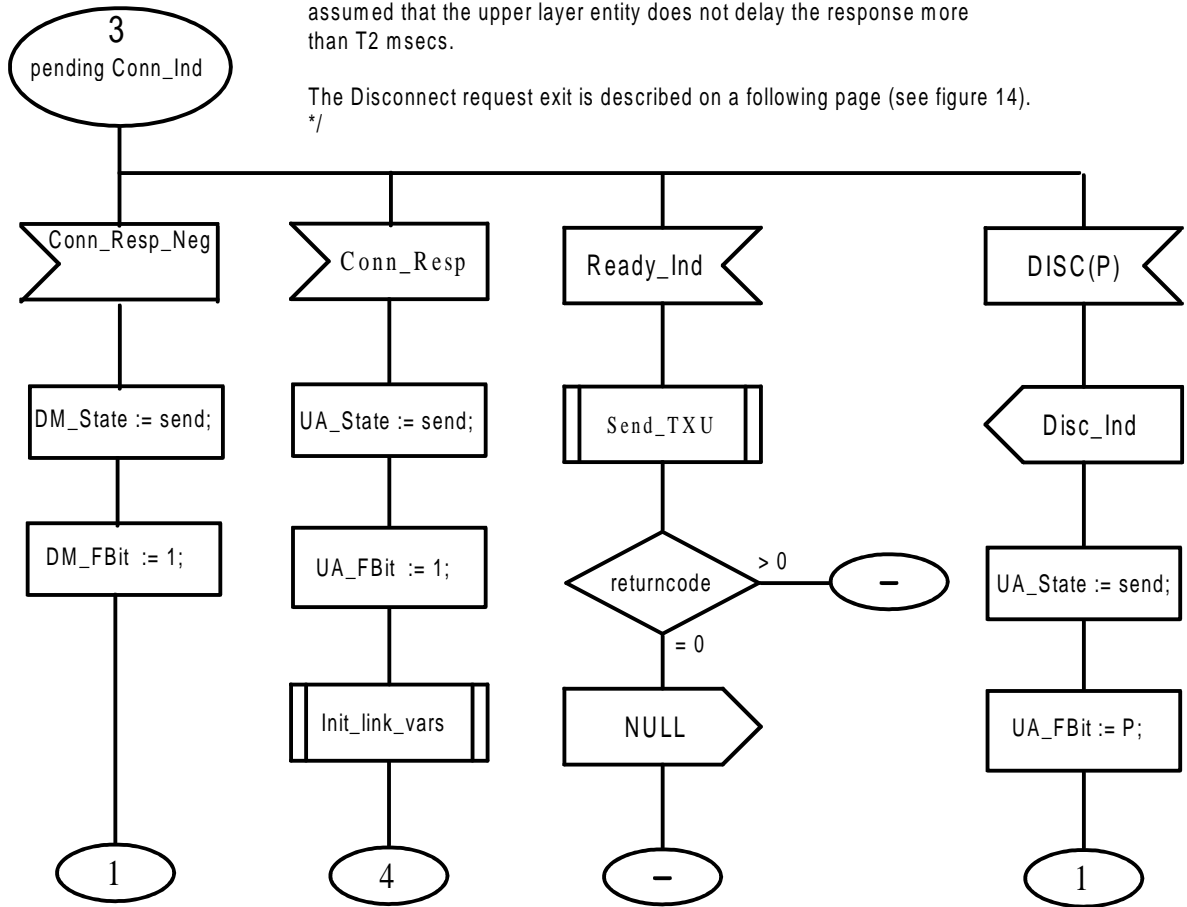 assumed that the upper layer entity does not delay the response more
than T2 msecs.
The Disconnect request exit is described on a following page (see figure 14).
*/
3
pending Conn_Ind
Conn_Resp_Neg
Conn_Resp
Ready_Ind
DISC(P)
DM_State := send;
UA_State := send;
Send_TXU
Disc_Ind
DM_FBit := 1;
UA_FBit := 1;
returncode
> 0
–
UA_State := send;
= 0
Init_link_vars
NULL
UA_FBit := P;
1
4
–
1